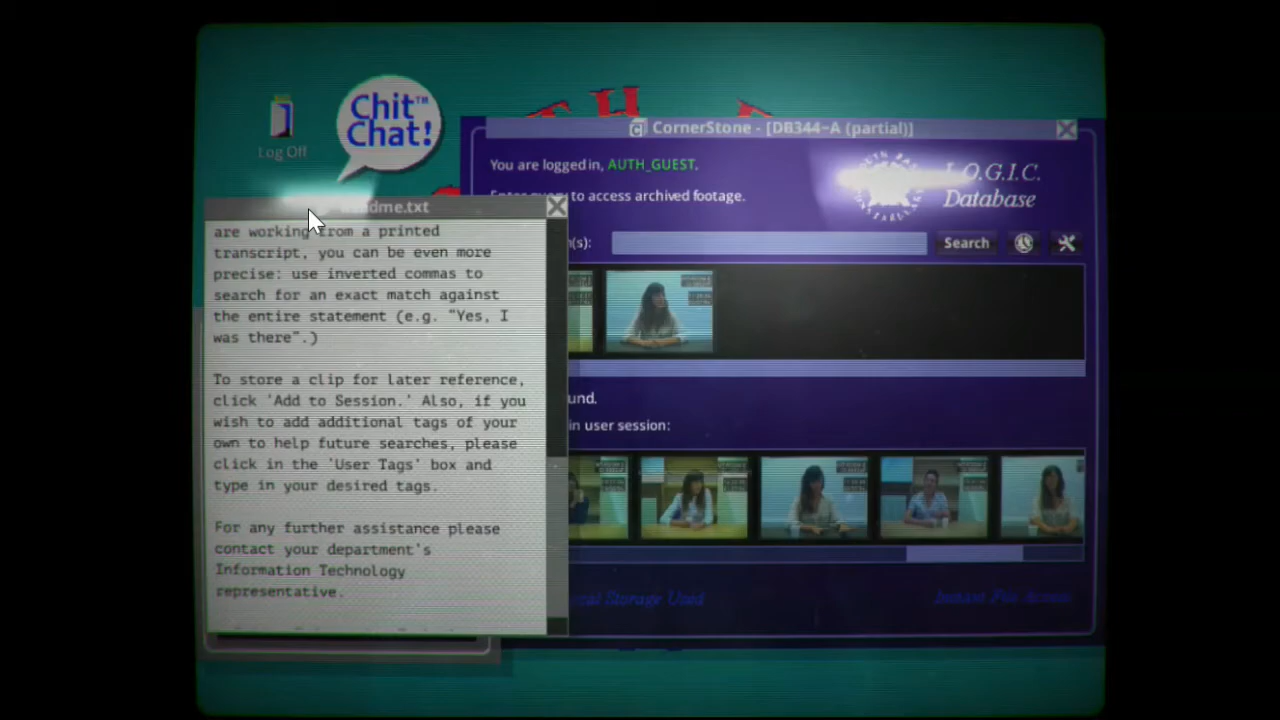 Chit™
Chat!
Log Off
TH
CornerStone - [DB344-A (partial)]
You are logged in, AUTH_GUEST.
to access archived footage.
L.O.G.I.C.
Database
(s):
Search
und.
in user session:
Storage Used
.txt
are working from a printed
transcript, you can be even more
precise: use inverted commas to
search for an exact match against
the entire statement (e.g. "Yes, I
was there".)
To store a clip for later reference,
click 'Add to Session.' Also, if you
wish to add additional tags of your
own to help future searches, please
click in the 'User Tags' box and
type in your desired tags.
For any further assistance please
contact your department's
Information Technology
representative.